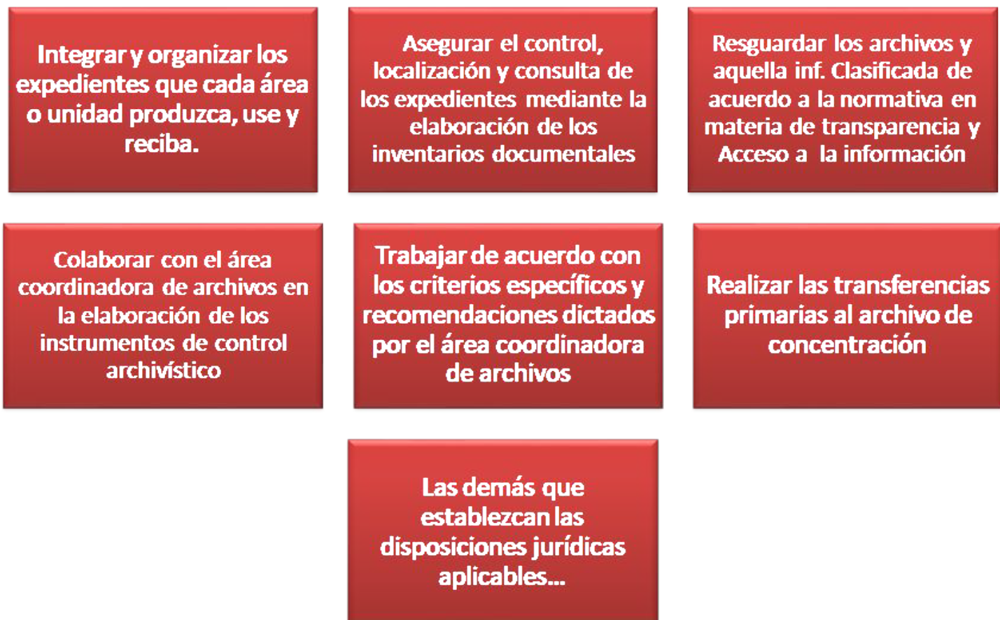 Integrar y organizar los
expedientes que cada área
o unidad produzca, use y
reciba.
Asegurar el control,
localización y consulta de
los expedientes mediante la
elaboración de los
inventarios documentales
Resguardar los archivos y
aquella inf. Clasificada de
acuerdo a la normativa en
materia de transparencia y
Acceso a la información
Colaborar con el área
coordinadora de archivos en
la elaboración de los
instrumentos de control
archivístico
Trabajar de acuerdo con
los criterios específicos y
recomendaciones dictados
por el área coordinadora
de archivos
Realizar las transferencias
primarias al archivo de
concentración
Las demás que
establezcan las
disposiciones jurídicas
aplicables...